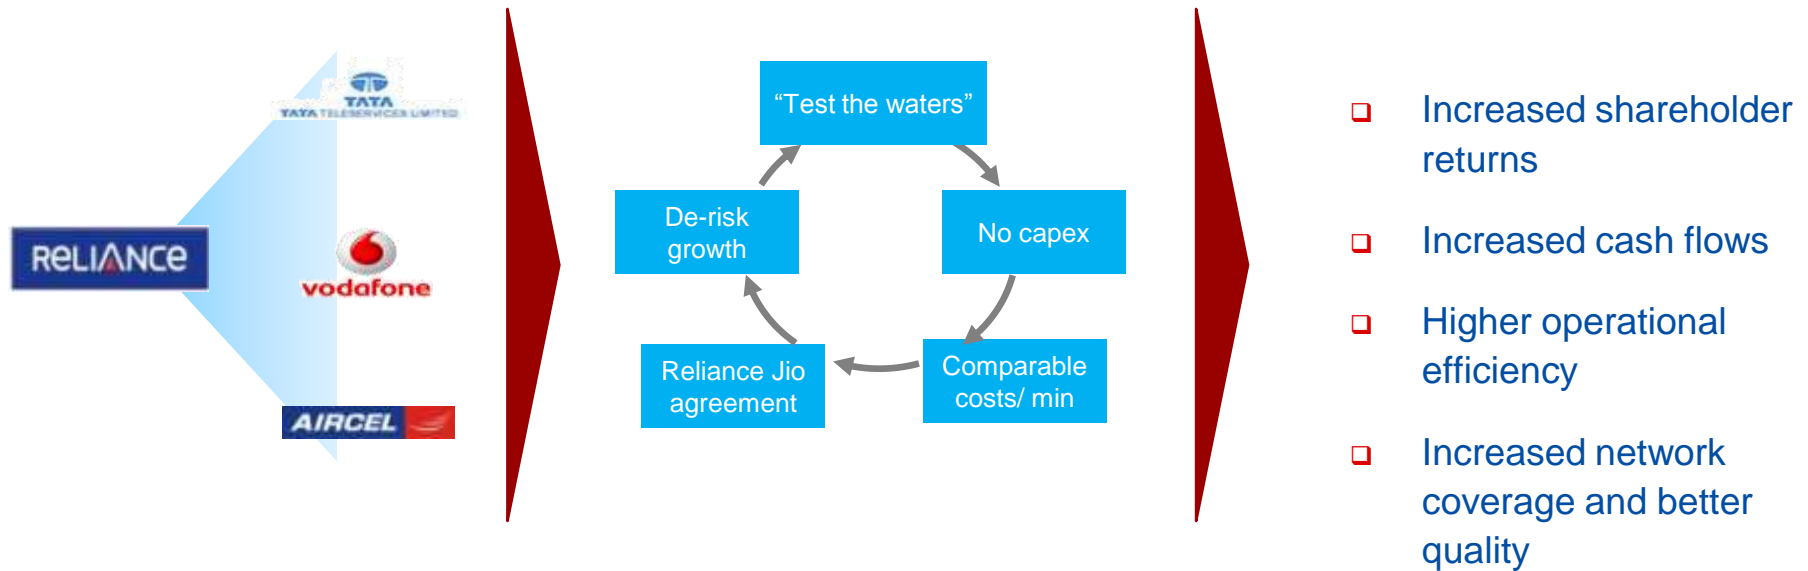 TATA
TATA TELESERVICES LIMITED
RELIANCE
vodafone
AIRCEL
“Test the waters”
No capex
Comparable
costs/ min
Reliance Jio
agreement
De-risk
growth
Increased shareholder
returns
Increased cash flows
Higher operational
efficiency
Increased network
coverage and better
quality